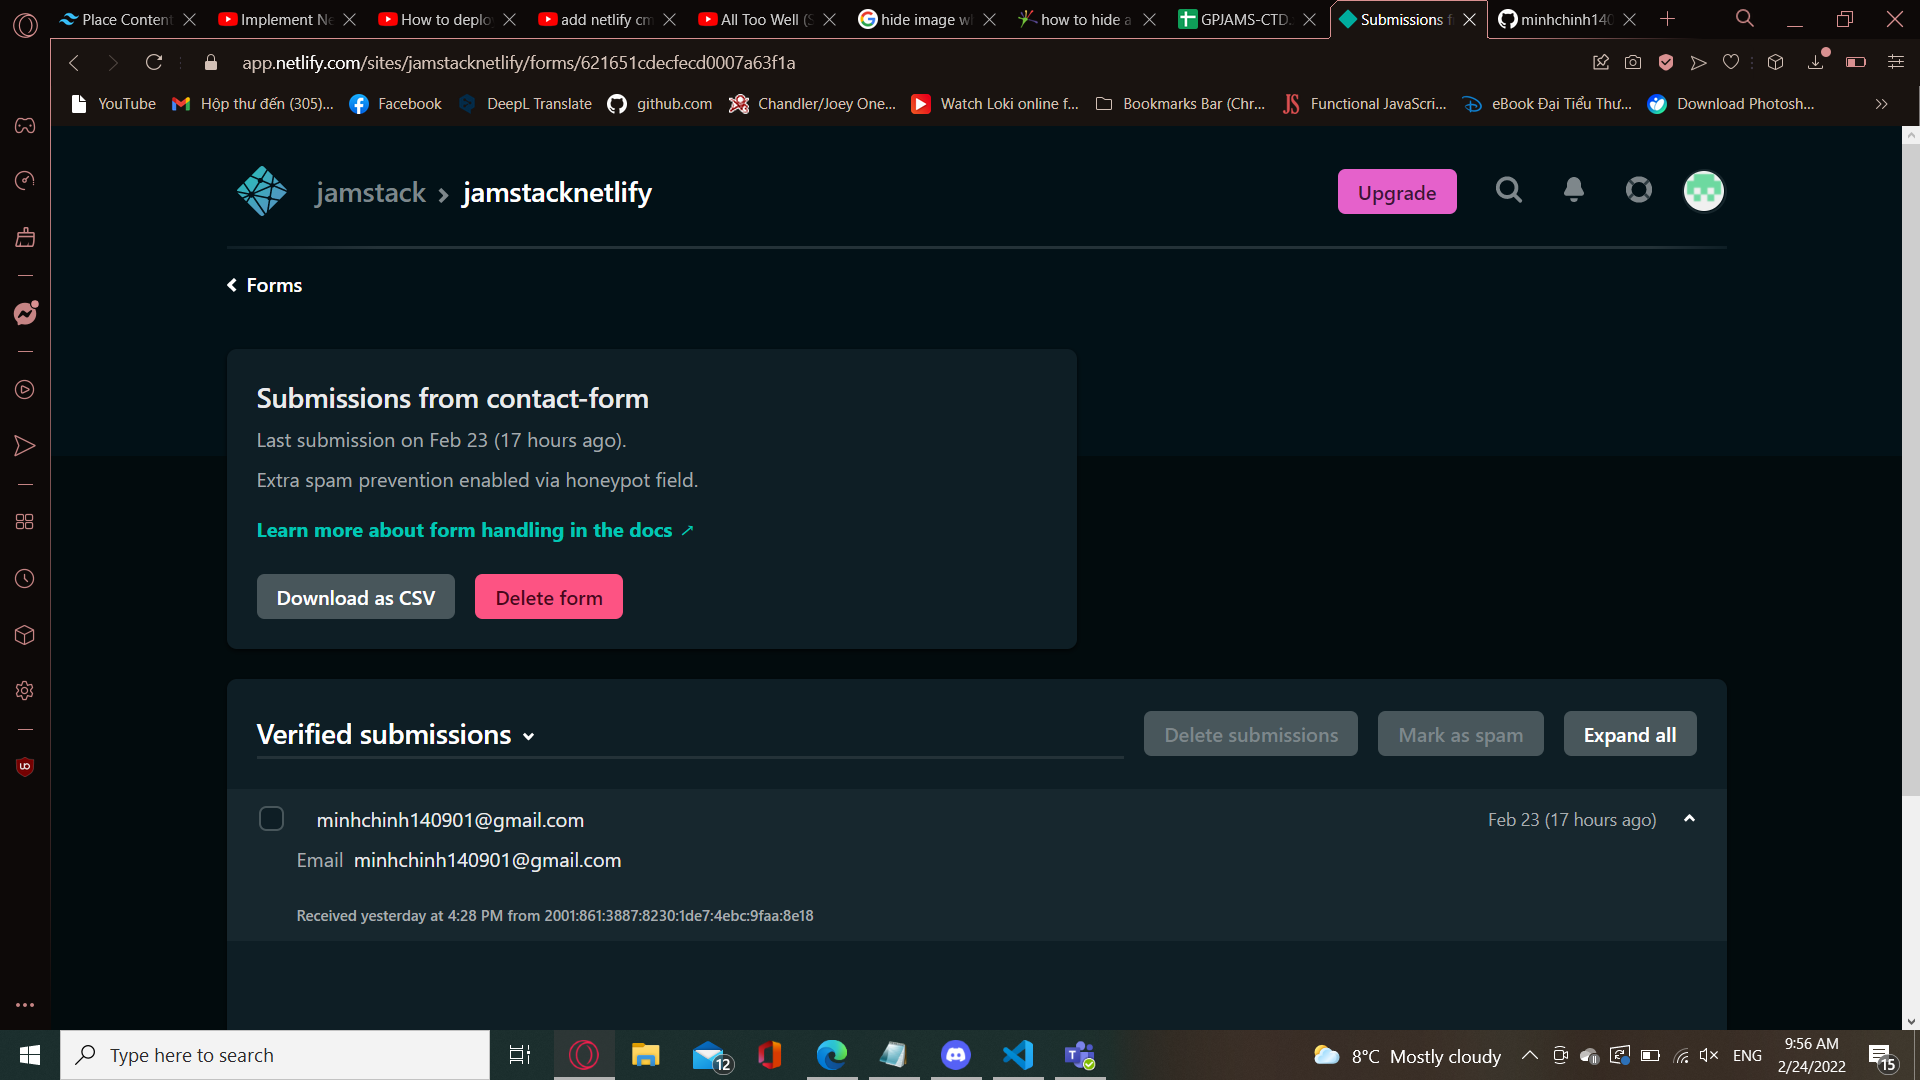 Place Content
Implement Ne
How to deplo
add netlify cm
All Too Well (S
hide image wh
how to hide a
GPJAMS-CTD.
Submissions f
minhchinh140
app.netlify.com/sites/jamstacknetlify/forms/621651cdecfecd0007a63f1a
YouTube
Hộp thư đến (305)...
Facebook
DeepL Translate
github.com
Chandler/Joey One...
Watch Loki online f...
Bookmarks Bar (Chr...
Functional JavaScri...
eBook Đại Tiểu Thư...
Download Photosh...
jamstack › jamstacknetlify
Upgrade
Forms
Submissions from contact-form
Last submission on Feb 23 (17 hours ago).
Extra spam prevention enabled via honeypot field.
Learn more about form handling in the docs ↗
Download as CSV
Delete form
Verified submissions
Delete submissions
Mark as spam
Expand all
minhchinh140901@gmail.com
Feb 23 (17 hours ago)
Email minhchinh140901@gmail.com
Received yesterday at 4:28 PM from 2001:861:3887:8230:1de7:4ebc:9faa:8e18
Type here to search
12
8°C Mostly cloudy
ENG
9:56 AM
2/24/2022
15